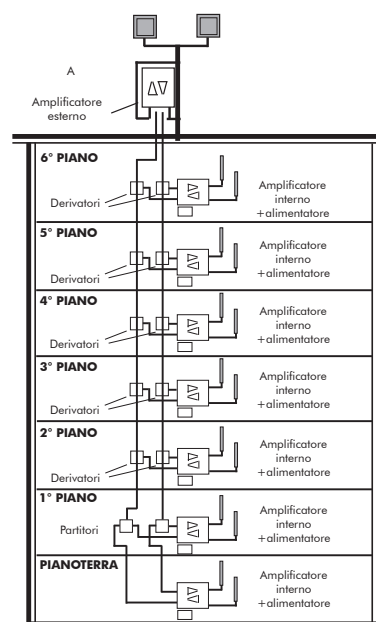 A
Amplificatore
esterno
6° PIANO
Derivatori
Amplificatore
interno
+alimentatore
5° PIANO
Derivatori
Amplificatore
interno
+alimentatore
4° PIANO
Derivatori
Amplificatore
interno
+alimentatore
3° PIANO
Derivatori
Amplificatore
interno
+alimentatore
2° PIANO
Derivatori
Amplificatore
interno
+alimentatore
1° PIANO
Partitori
Amplificatore
interno
+alimentatore
PIANOTERRA
Amplificatore
interno
+alimentatore